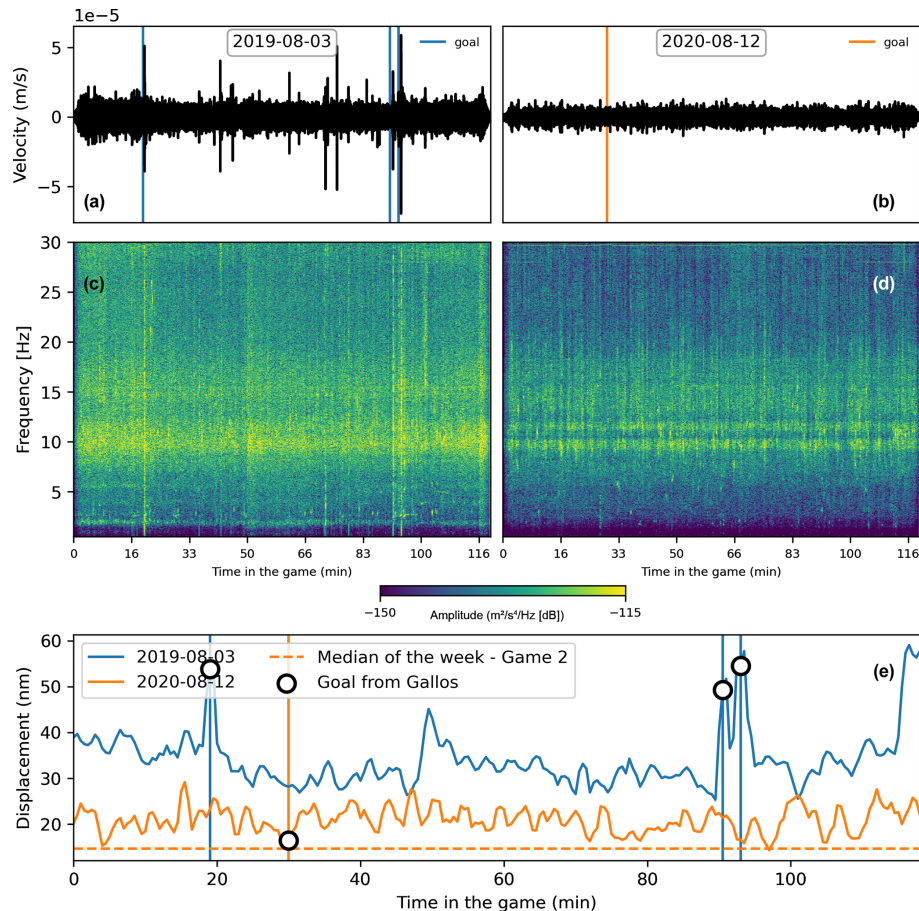 1e−5
2019-08-03
goal
2020-08-12
goal
Velocity (m/s)
5
0
−5
(a)
(b)
Frequency [Hz]
30
25
20
15
10
5
(c)
(d)
0 16 33 50 66 83 100 116
0 16 33 50 66 83 100 116
Time in the game (min)
Time in the game (min)
−150
Amplitude (m²/s⁴/Hz [dB])
−115
Displacement (nm)
60
50
40
30
20
2019-08-03
2020-08-12
Median of the week - Game 2
Goal from Gallos
(e)
0 20 40 60 80 100
Time in the game (min)